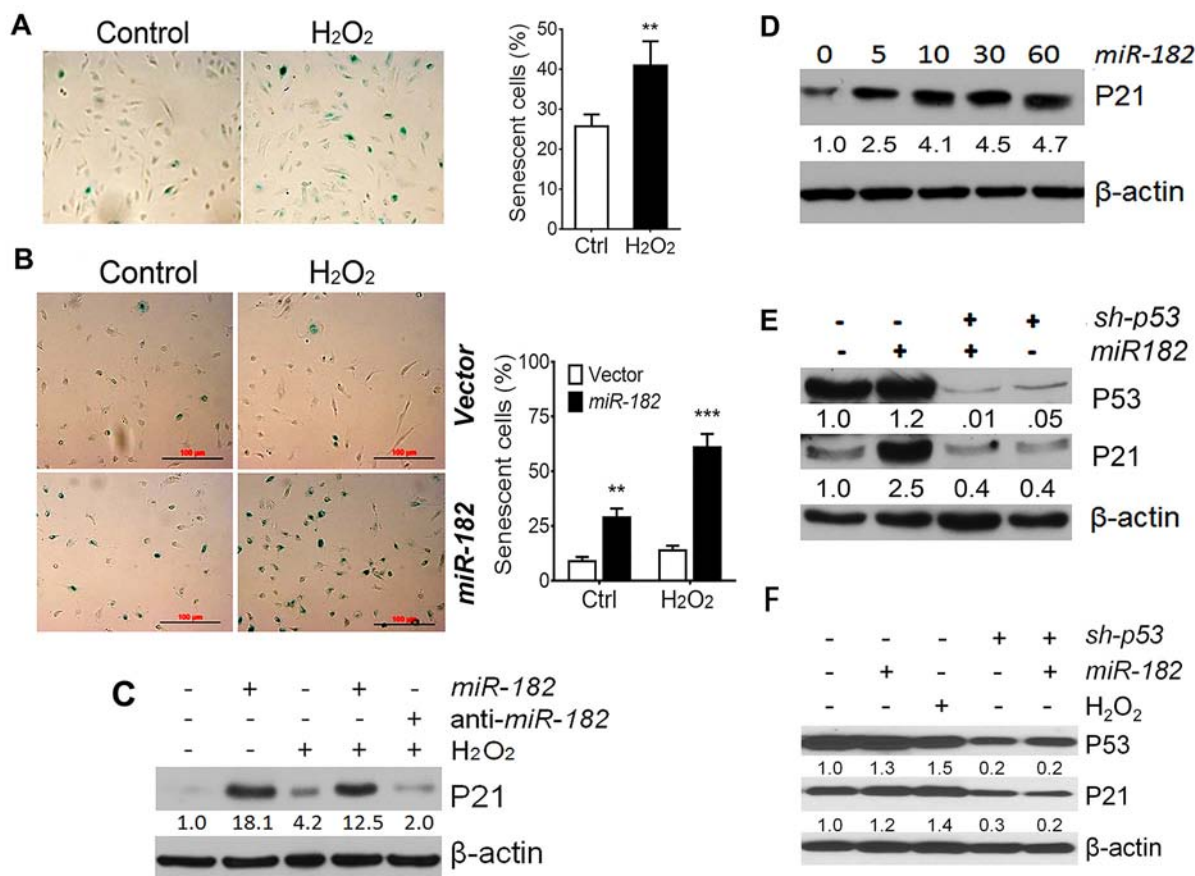 A
Control
H₂O₂
Senescent cells (%)
50
40
30
20
10
0
**
Ctrl
H₂O₂
B
Control
H₂O₂
Vector
miR-182
100 µm
100 µm
100 µm
100 µm
Senescent cells (%)
100
75
50
25
0
Vector
miR-182
**
***
Ctrl
H₂O₂
C
- + - + - miR-182
- - - - + anti-miR-182
- - + + + H₂O₂
P21
1.0 18.1 4.2 12.5 2.0
β-actin
D
0 5 10 30 60 miR-182
P21
1.0 2.5 4.1 4.5 4.7
β-actin
E
- - + + sh-p53
- + + - miR182
P53
1.0 1.2 .01 .05
P21
1.0 2.5 0.4 0.4
β-actin
F
- - - + + sh-p53
- + - - + miR-182
- - + - - H₂O₂
P53
1.0 1.3 1.5 0.2 0.2
P21
1.0 1.2 1.4 0.3 0.2
β-actin